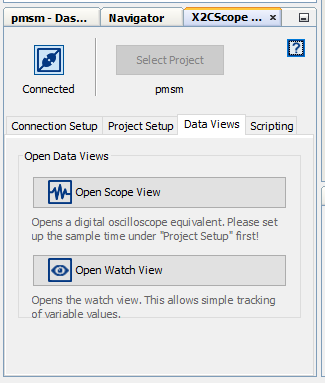 pmsm - Das...
Navigator
X2CScope ... ×
Select Project
?
Connected
pmsm
Connection Setup
Project Setup
Data Views
Scripting
Open Data Views
Open Scope View
Opens a digital oscilloscope equivalent. Please set
up the sample time under "Project Setup" first!
Open Watch View
Opens the watch view. This allows simple tracking
of variable values.